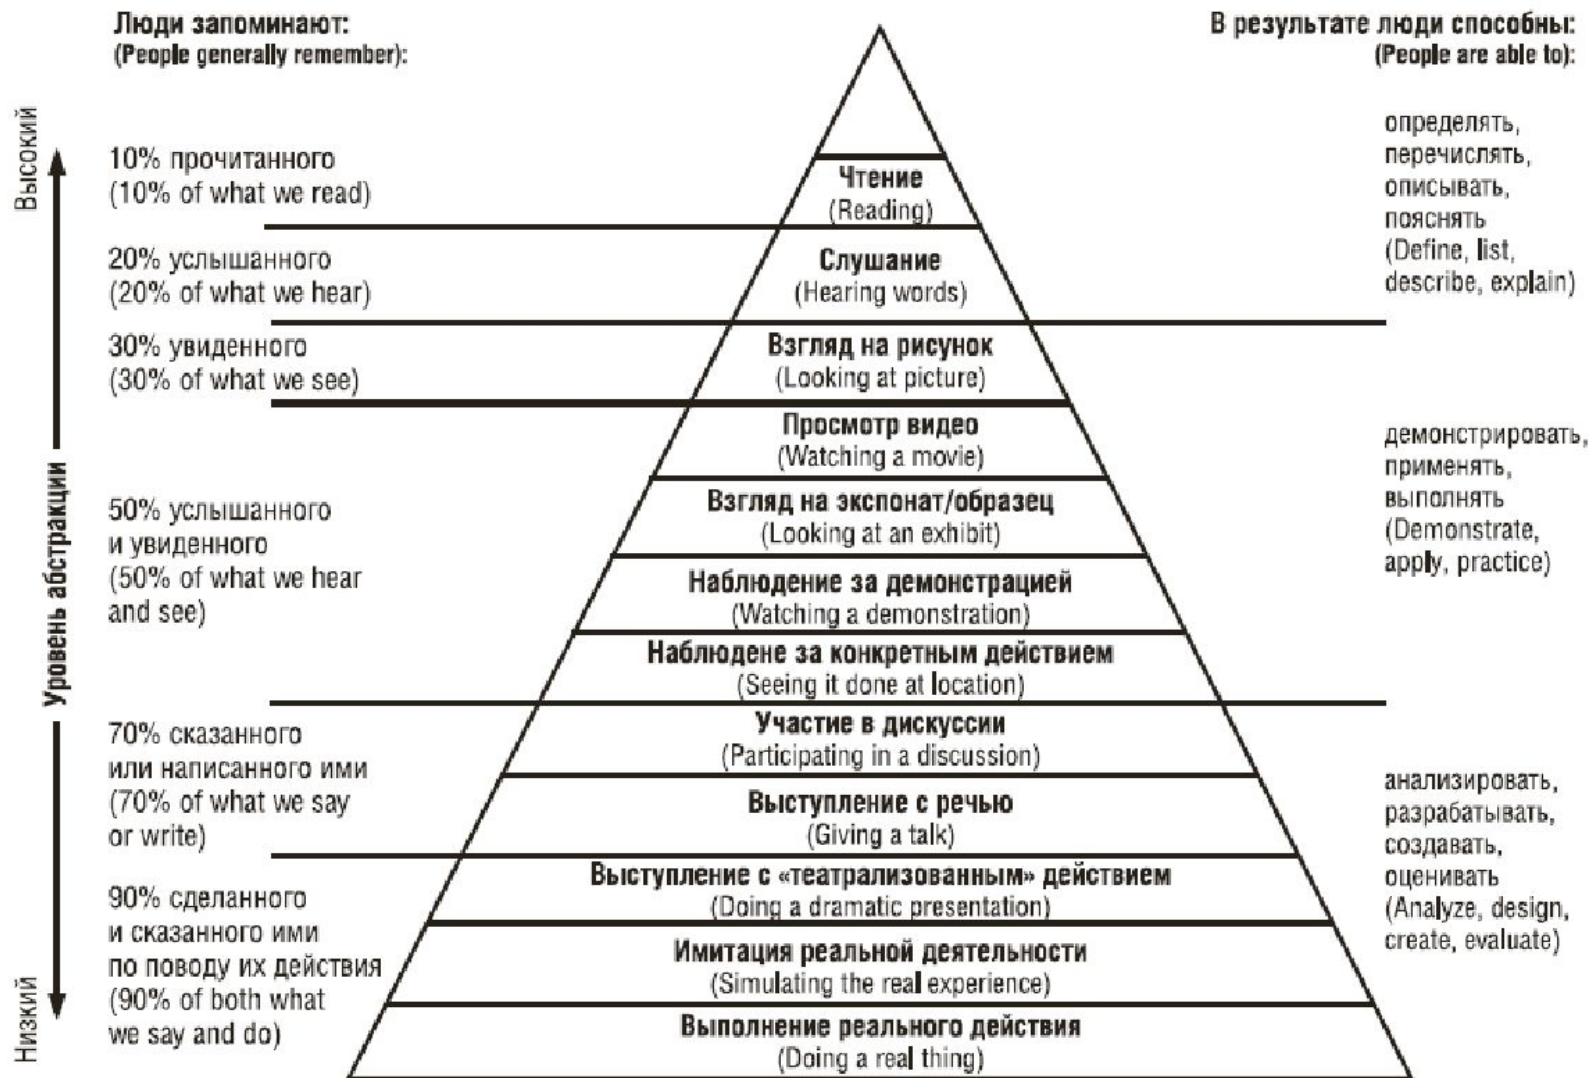 Люди запоминают:
(People generally remember):
В результате люди способны:
(People are able to):
Высокий
Уровень абстракции
Низкий
10% прочитанного
(10% of what we read)
20% услышанного
(20% of what we hear)
30% увиденного
(30% of what we see)
50% услышанного
и увиденного
(50% of what we hear
and see)
70% сказанного
или написанного ими
(70% of what we say
or write)
90% сделанного
и сказанного ими
по поводу их действия
(90% of both what
we say and do)
Чтение
(Reading)
Слушание
(Hearing words)
Взгляд на рисунок
(Looking at picture)
Просмотр видео
(Watching a movie)
Взгляд на экспонат/образец
(Looking at an exhibit)
Наблюдение за демонстрацией
(Watching a demonstration)
Наблюдене за конкретным действием
(Seeing it done at location)
Участие в дискуссии
(Participating in a discussion)
Выступление с речью
(Giving a talk)
Выступление с «театрализованным» действием
(Doing a dramatic presentation)
Имитация реальной деятельности
(Simulating the real experience)
Выполнение реального действия
(Doing a real thing)
определять,
перечислять,
описывать,
пояснять
(Define, list,
describe, explain)
демонстрировать,
применять,
выполнять
(Demonstrate,
apply, practice)
анализировать,
разрабатывать,
создавать,
оценивать
(Analyze, design,
create, evaluate)